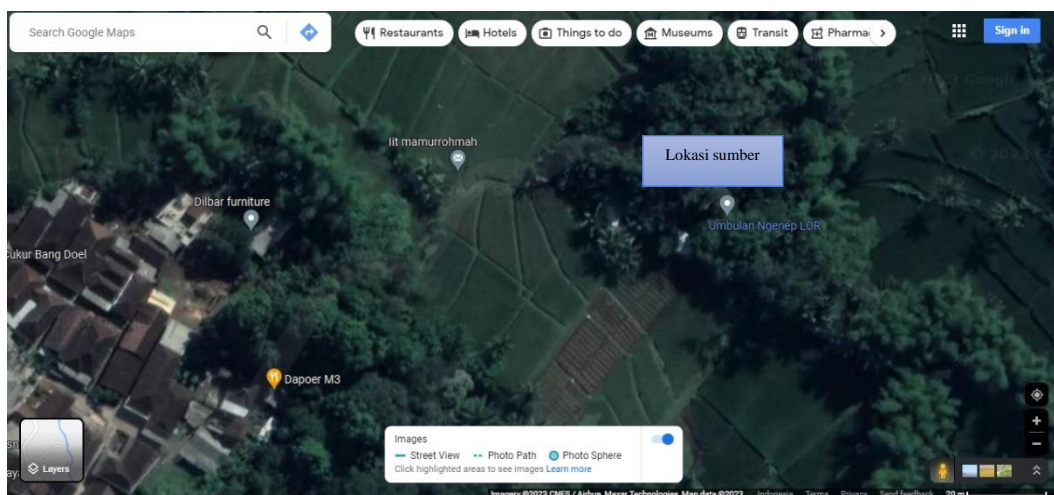 Search Google Maps
Restaurants
Hotels
Things to do
Museums
Transit
Pharma
Sign in
Iit mamurrohmah
Lokasi sumber
Dilbar furniture
Umbulan Ngenep LOR
Cukur Bang Doel
Dapoer M3
Images
Street View
Photo Path
Photo Sphere
Click highlighted areas to see images Learn more
Layers
Imagery ©2023 CNES / Airbus, Maxar Technologies, Map data ©2023 Indonesia Terms Privacy Send feedback 20 m